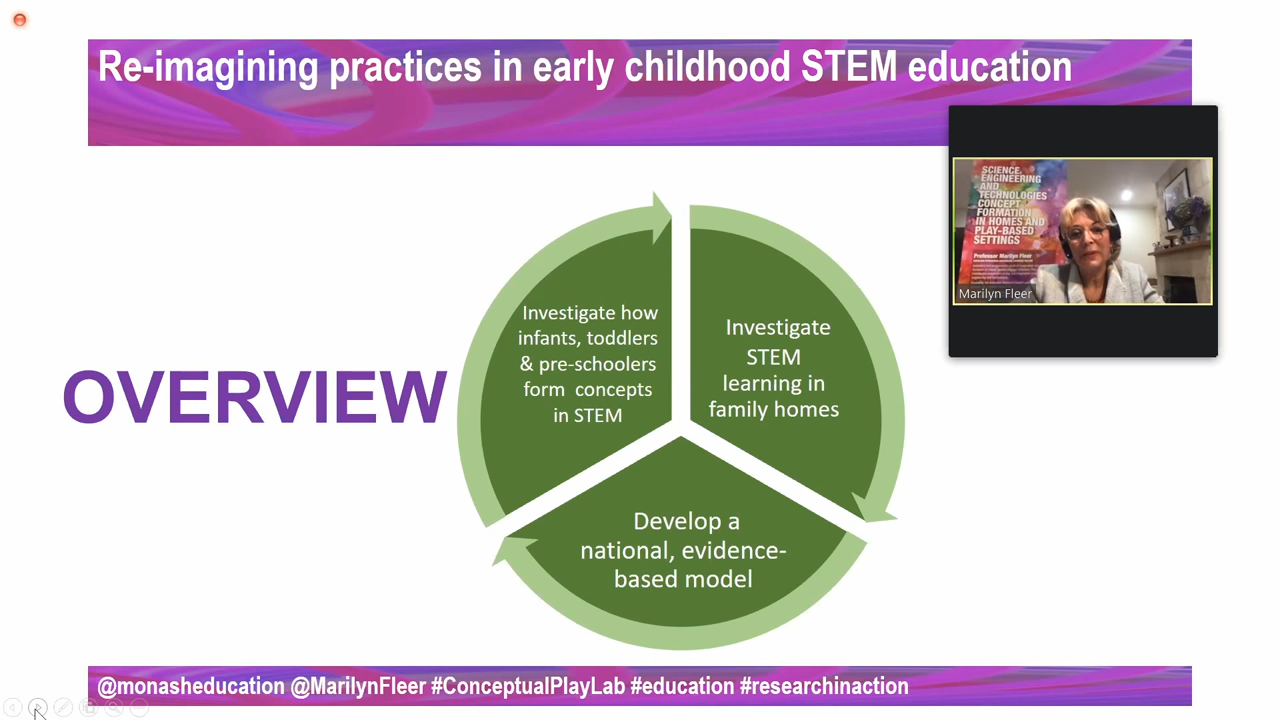 Re-imagining practices in early childhood STEM education
SCIENCE,
ENGINEERING
AND
TECHNOLOGIES
CONCEPT
FORMATION
IN HOMES AND
PLAY-BASED
SETTINGS
Professor Marilyn Fleer
Marilyn Fleer
OVERVIEW
Investigate how
infants, toddlers
& pre-schoolers
form concepts
in STEM
Investigate
STEM
learning in
family homes
Develop a
national, evidence-
based model
@monasheducation @MarilynFleer #ConceptualPlayLab #education #researchinaction